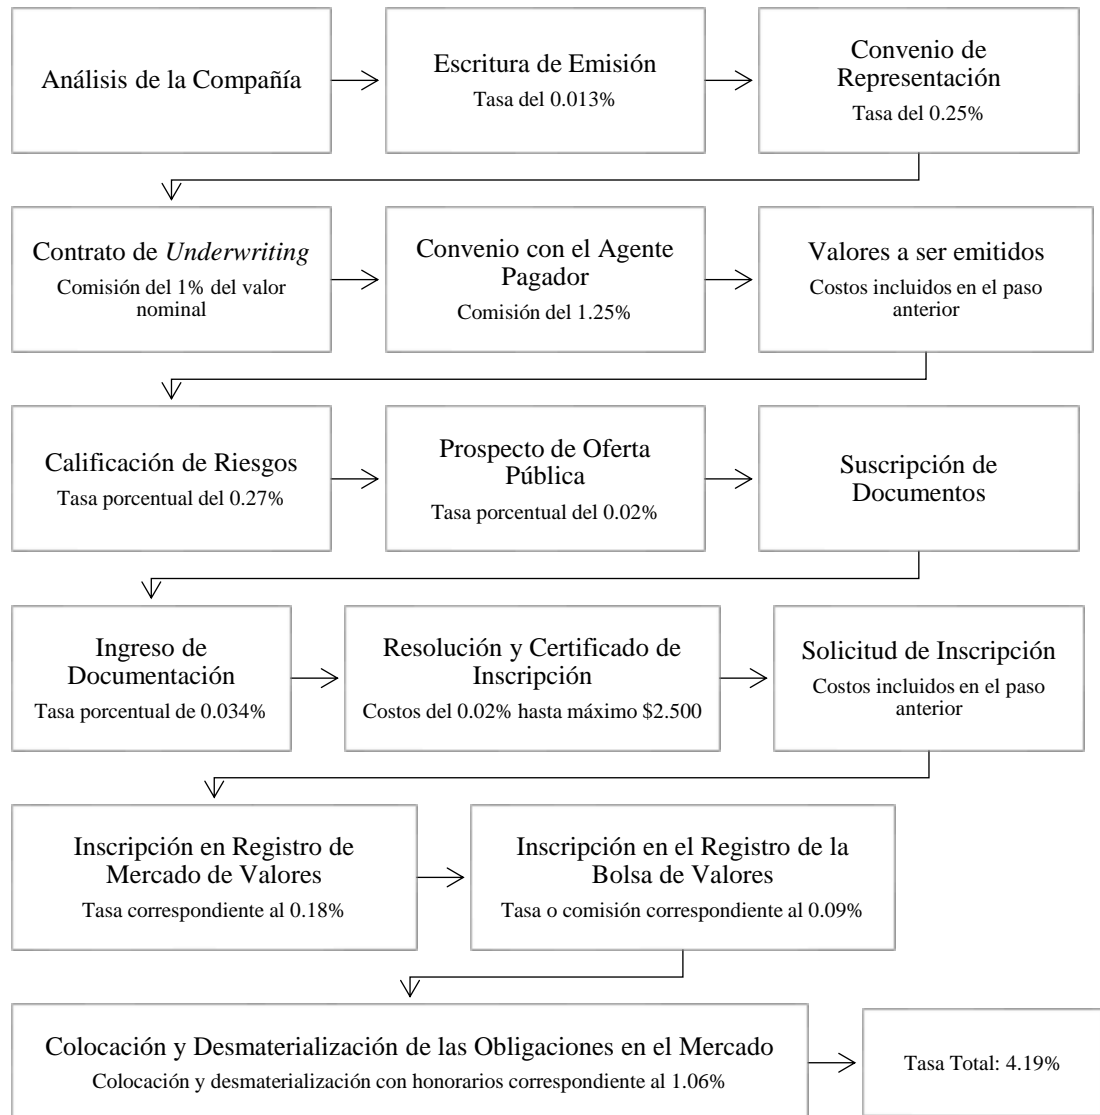 Análisis de la Compañía
Escritura de Emisión
Tasa del 0.013%
Convenio de
Representación
Tasa del 0.25%
Contrato de Underwriting
Comisión del 1% del valor
nominal
Convenio con el Agente
Pagador
Comisión del 1.25%
Valores a ser emitidos
Costos incluidos en el paso
anterior
Calificación de Riesgos
Tasa porcentual del 0.27%
Prospecto de Oferta
Pública
Tasa porcentual del 0.02%
Suscripción de
Documentos
Ingreso de
Documentación
Tasa porcentual de 0.034%
Resolución y Certificado de
Inscripción
Costos del 0.02% hasta máximo $2.500
Solicitud de Inscripción
Costos incluidos en el paso
anterior
Inscripción en Registro de
Mercado de Valores
Tasa correspondiente al 0.18%
Inscripción en el Registro de la
Bolsa de Valores
Tasa o comisión correspondiente al 0.09%
Colocación y Desmaterialización de las Obligaciones en el Mercado
Colocación y desmaterialización con honorarios correspondiente al 1.06%
Tasa Total: 4.19%